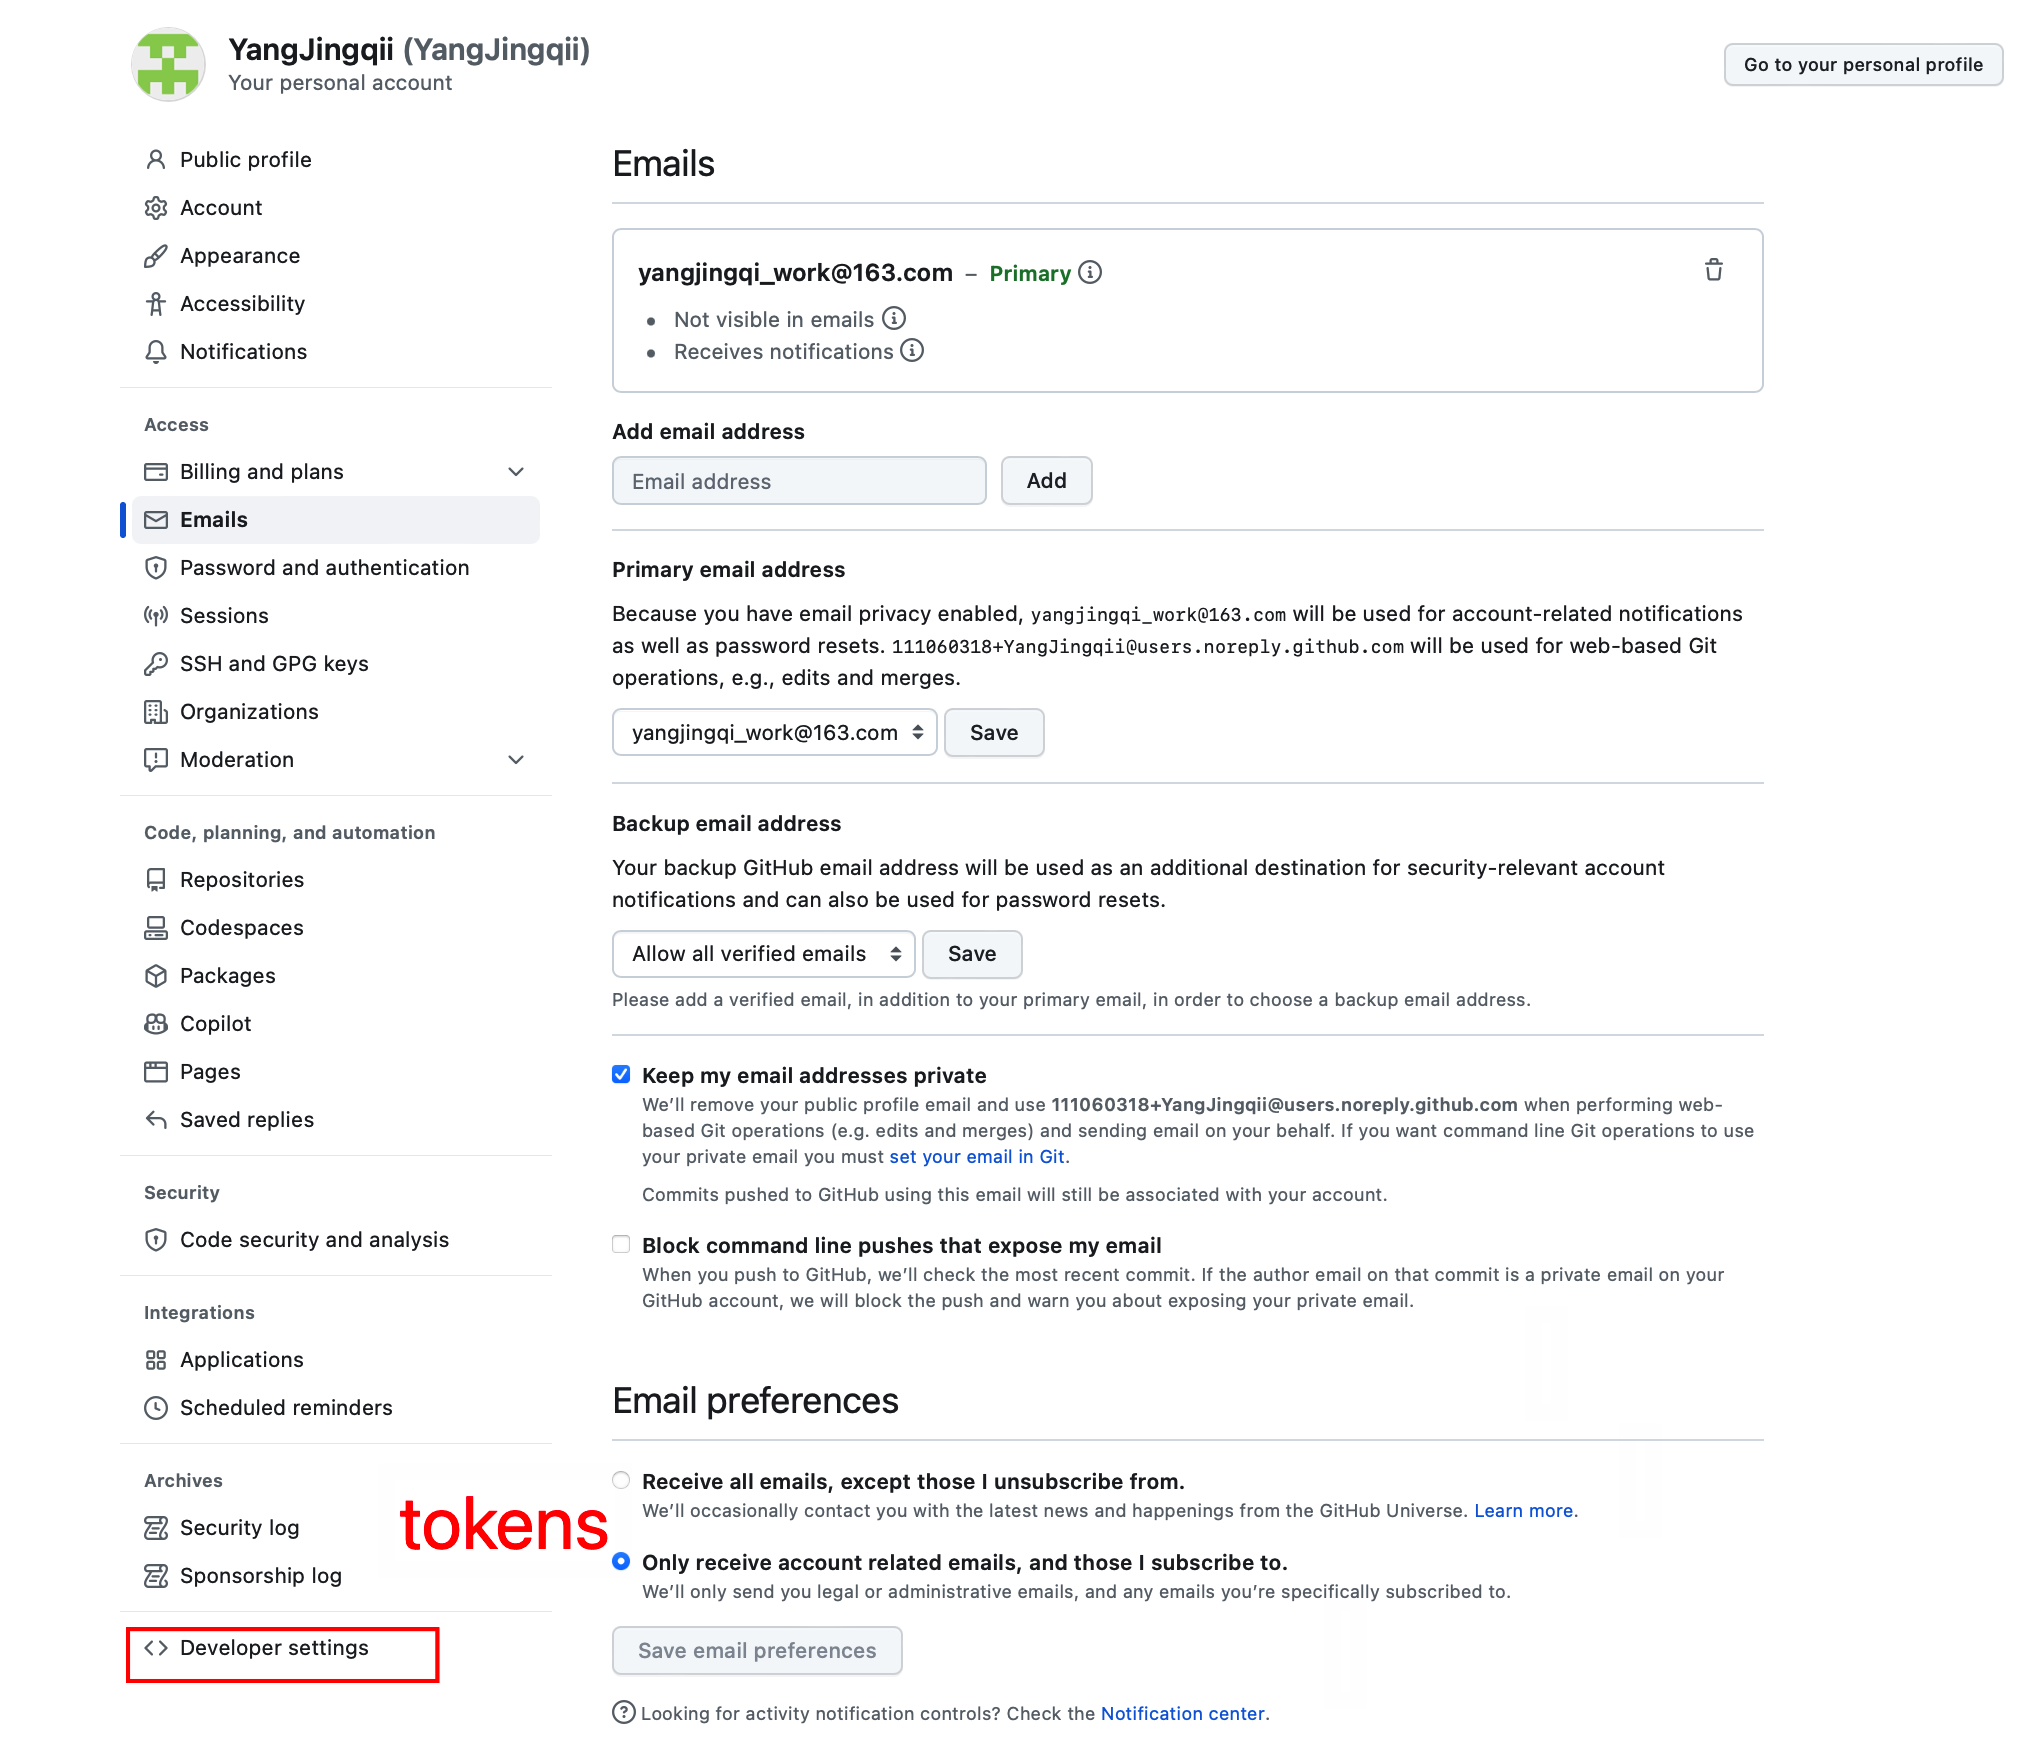 YangJingqii (YangJingqii)
Your personal account
Go to your personal profile
Public profile
Account
Appearance
Accessibility
Notifications
Access
Billing and plans
Emails
Password and authentication
Sessions
SSH and GPG keys
Organizations
Moderation
Code, planning, and automation
Repositories
Codespaces
Packages
Copilot
Pages
Saved replies
Security
Code security and analysis
Integrations
Applications
Scheduled reminders
Archives
Security log
Sponsorship log
tokens
Developer settings
Emails
yangjingqi_work@163.com – Primary
Not visible in emails
Receives notifications
Add email address
Email address
Add
Primary email address
Because you have email privacy enabled, yangjingqi_work@163.com will be used for account-related notifications
as well as password resets. 111060318+YangJingqii@users.noreply.github.com will be used for web-based Git
operations, e.g., edits and merges.
yangjingqi_work@163.com
Save
Backup email address
Your backup GitHub email address will be used as an additional destination for security-relevant account
notifications and can also be used for password resets.
Allow all verified emails
Save
Please add a verified email, in addition to your primary email, in order to choose a backup email address.
Keep my email addresses private
We’ll remove your public profile email and use 111060318+YangJingqii@users.noreply.github.com when performing web-
based Git operations (e.g. edits and merges) and sending email on your behalf. If you want command line Git operations to use
your private email you must set your email in Git.
Commits pushed to GitHub using this email will still be associated with your account.
Block command line pushes that expose my email
When you push to GitHub, we’ll check the most recent commit. If the author email on that commit is a private email on your
GitHub account, we will block the push and warn you about exposing your private email.
Email preferences
Receive all emails, except those I unsubscribe from.
We’ll occasionally contact you with the latest news and happenings from the GitHub Universe. Learn more.
Only receive account related emails, and those I subscribe to.
We’ll only send you legal or administrative emails, and any emails you’re specifically subscribed to.
Save email preferences
Looking for activity notification controls? Check the Notification center.